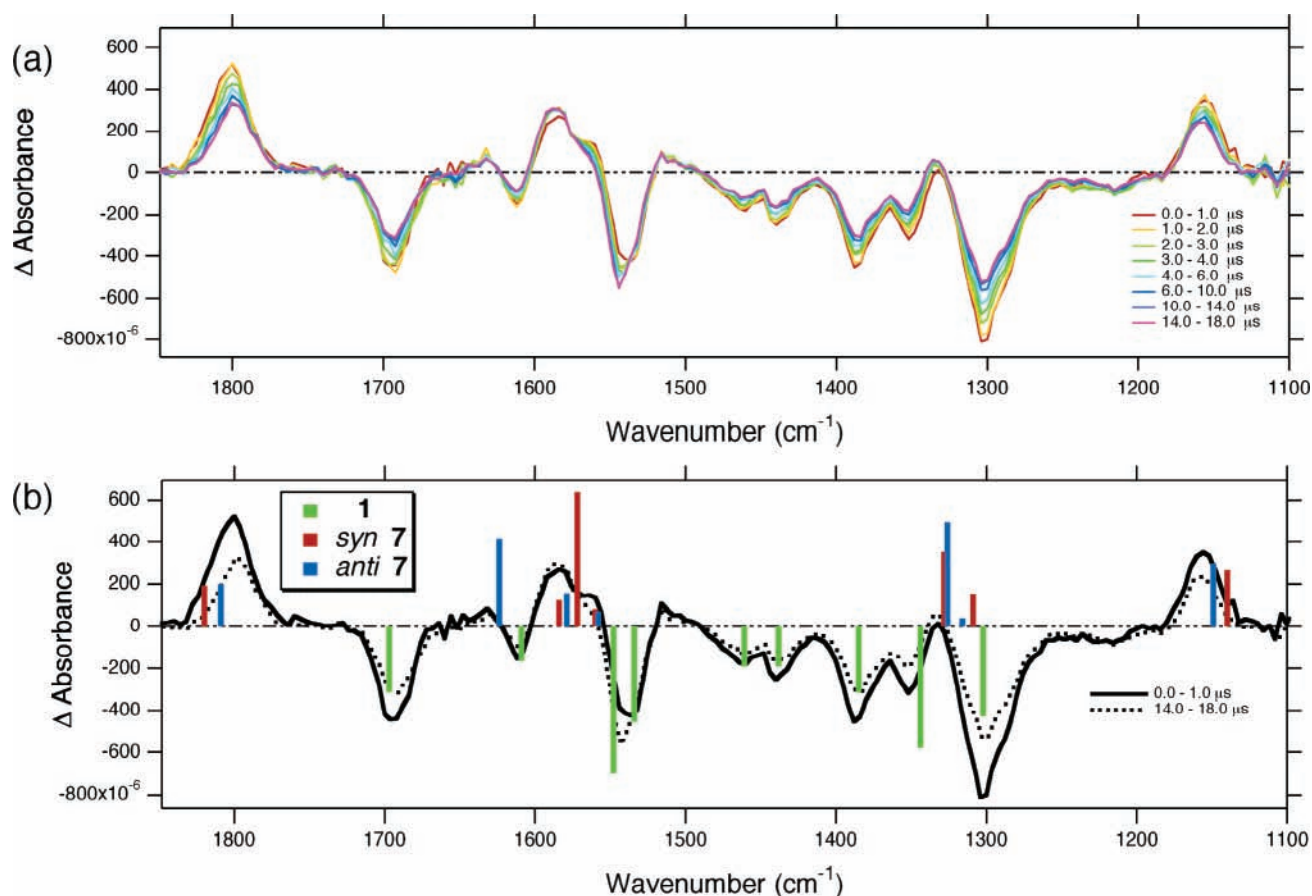 (a)
600
400
200
0
-200
-400
-600
-800x10-6
Δ Absorbance
0.0 - 1.0 μs
1.0 - 2.0 μs
2.0 - 3.0 μs
3.0 - 4.0 μs
4.0 - 6.0 μs
6.0 - 10.0 μs
10.0 - 14.0 μs
14.0 - 18.0 μs
1800 1700 1600 1500 1400 1300 1200 1100
Wavenumber (cm-1)
(b)
600
400
200
0
-200
-400
-600
-800x10-6
Δ Absorbance
1
syn 7
anti 7
0.0 - 1.0 μs
14.0 - 18.0 μs
1800 1700 1600 1500 1400 1300 1200 1100
Wavenumber (cm-1)